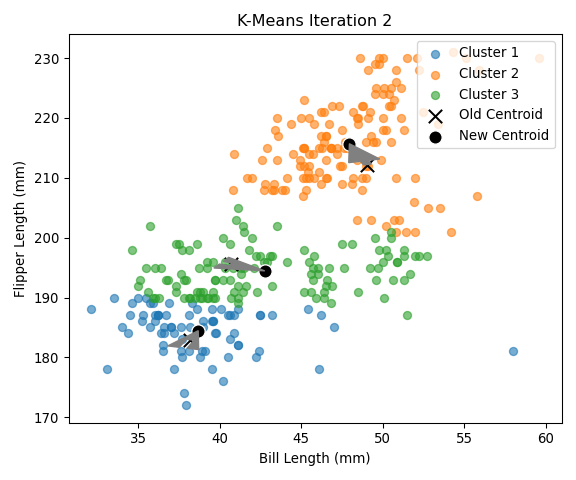 K-Means Iteration 2
Cluster 1
Cluster 2
Cluster 3
Old Centroid
New Centroid
Flipper Length (mm)
230
220
210
200
190
180
170
35
40
45
50
55
60
Bill Length (mm)